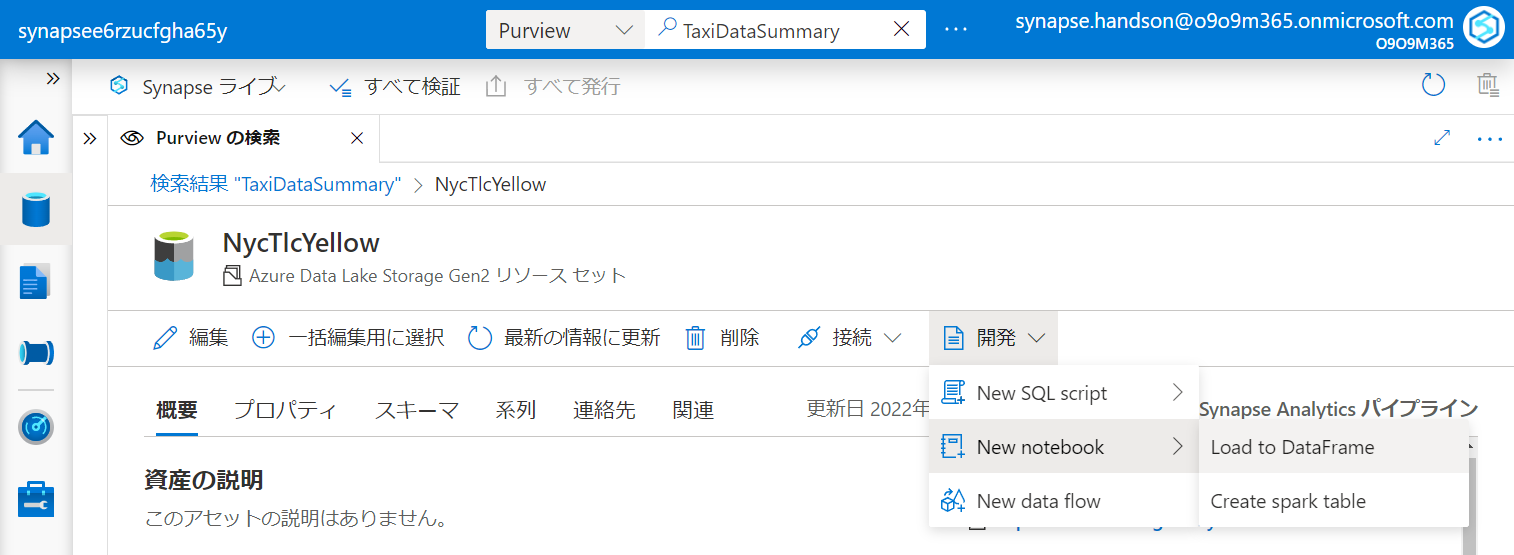 synapsee6rzucfgha65y
Purview
TaxiDataSummary
synapse.handson@o9o9m365.onmicrosoft.com
O9O9M365
Synapse ライブ
すべて検証
すべて発行
Purview の検索
検索結果 "TaxiDataSummary" > NycTlcYellow
NycTlcYellow
Azure Data Lake Storage Gen2 リソース セット
編集
一括編集用に選択
最新の情報に更新
削除
接続
開発
New SQL script
概要
プロパティ
スキーマ
系列
連絡先
関連
更新日 2022年
Synapse Analytics パイプライン
New notebook
Load to DataFrame
資産の説明
New data flow
Create spark table
このアセットの説明はありません。